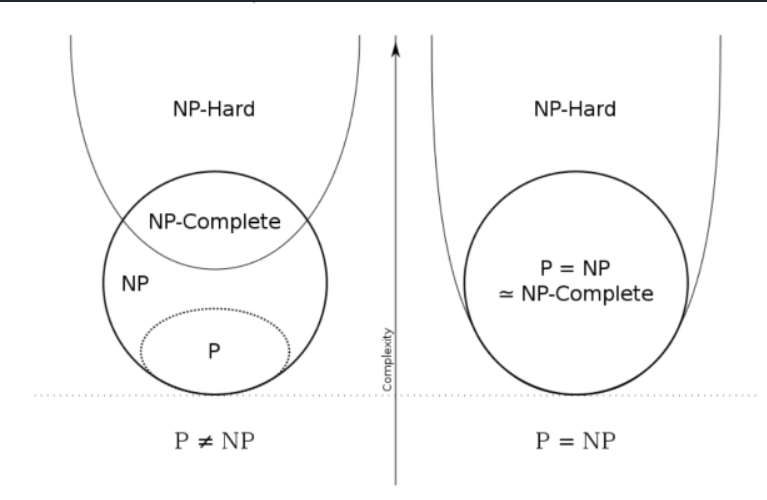 NP-Hard
NP-Complete
NP
P
P ≠ NP
Complexity
NP-Hard
P = NP
≃ NP-Complete
P = NP